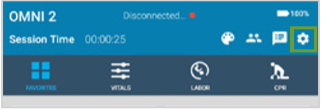 OMNI 2 Disconnected... 100%
Session Time 00:00:25
FAVORITES VITALS LABOR CPR